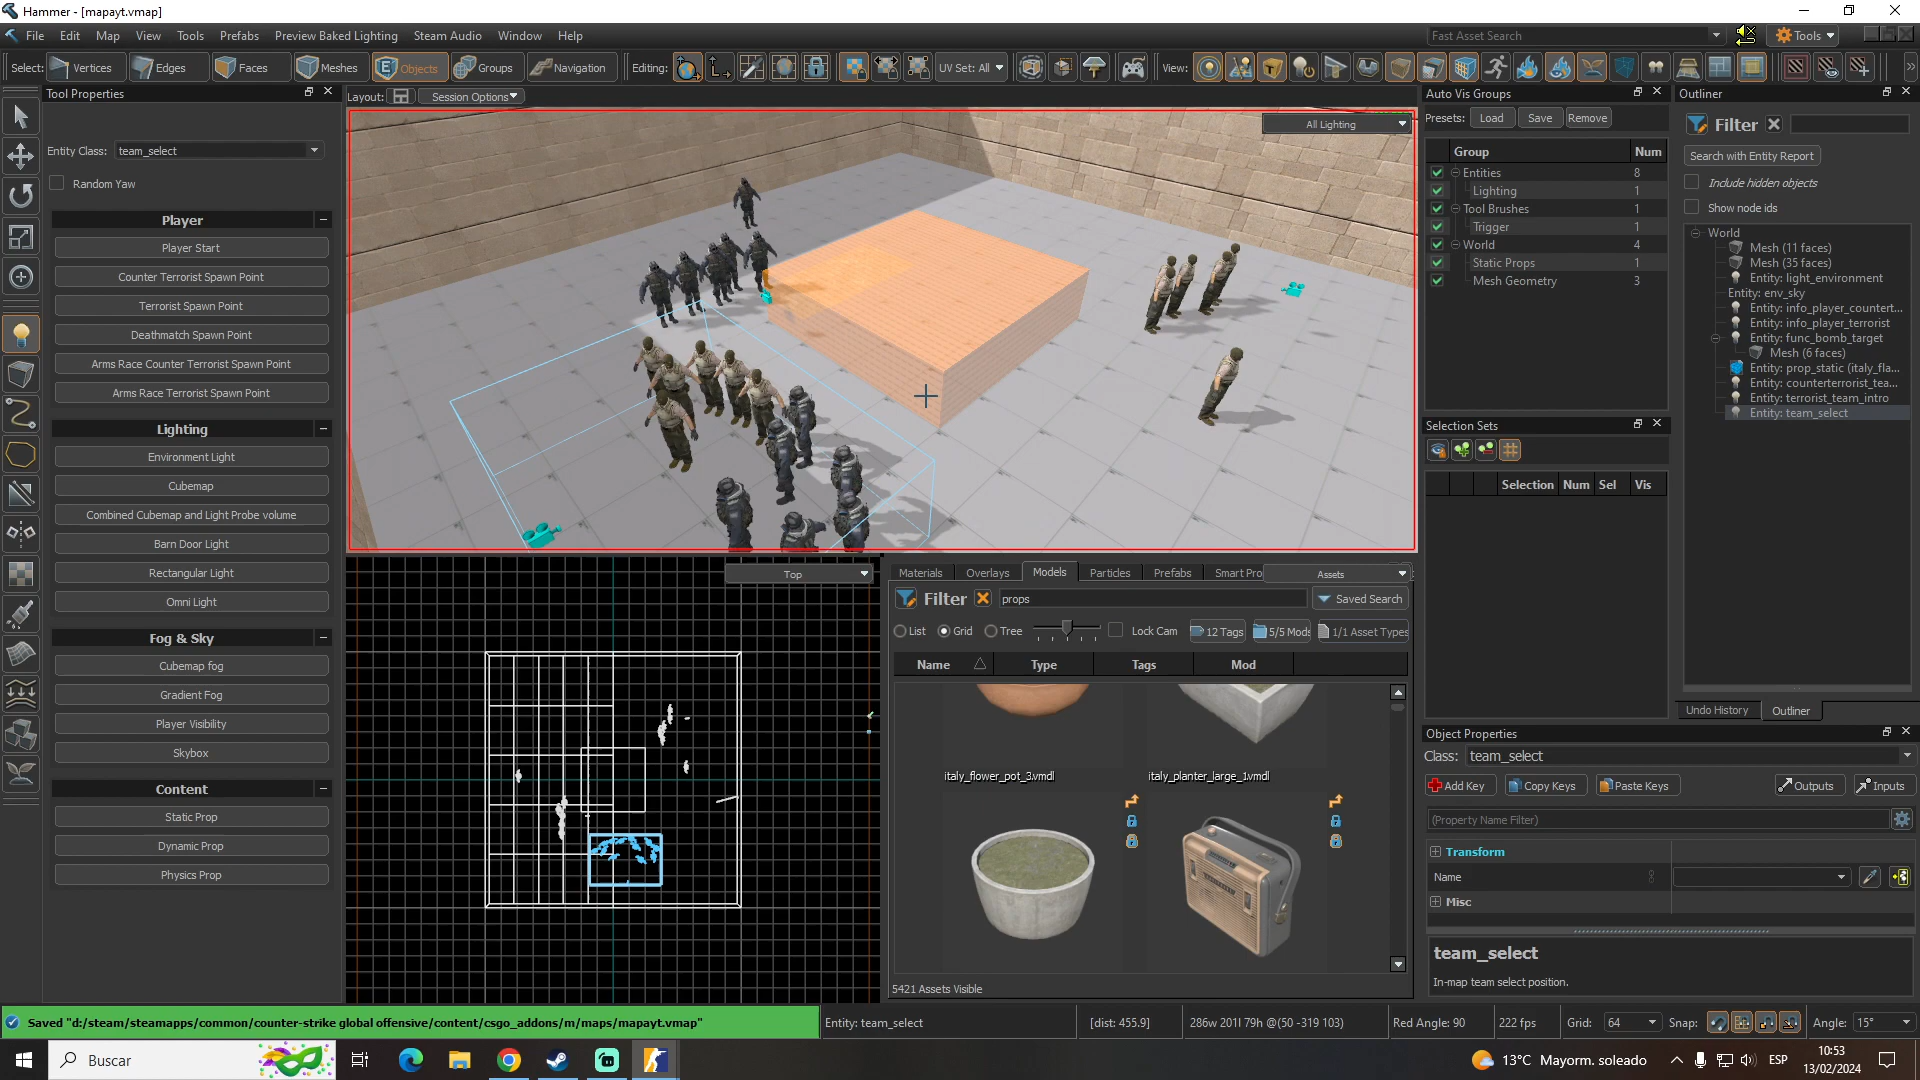 Hammer - [mapayt.vmap]
File Edit Map View Tools Prefabs Preview Baked Lighting Steam Audio Window Help
Fast Asset Search
Tools
Select: Vertices Edges Faces Meshes Objects Groups Navigation Editing: UV Set: All View:
Tool Properties
Layout: Session Options
Entity Class: team_select
Random Yaw
Player
Player Start
Counter Terrorist Spawn Point
Terrorist Spawn Point
Deathmatch Spawn Point
Arms Race Counter Terrorist Spawn Point
Arms Race Terrorist Spawn Point
Lighting
Environment Light
Cubemap
Combined Cubemap and Light Probe volume
Barn Door Light
Rectangular Light
Omni Light
Fog & Sky
Cubemap fog
Gradient Fog
Player Visibility
Skybox
Content
Static Prop
Dynamic Prop
Physics Prop
All Lighting
Top
Materials Overlays Models Particles Prefabs Smart Pro Assets
Filter props Saved Search
List Grid Tree Lock Cam 12 Tags 5/5 Mods 1/1 Asset Types
Name Type Tags Mod
italy_flower_pot_3.vmdl
italy_planter_large_1.vmdl
5421 Assets Visible
Auto Vis Groups
Presets: Load Save Remove
Group Num
Entities 8
Lighting 1
Tool Brushes 1
Trigger 1
World 4
Static Props 1
Mesh Geometry 3
Selection Sets
Selection Num Sel Vis
Outliner
Filter
Search with Entity Report
Include hidden objects
Show node ids
World
Mesh (11 faces)
Mesh (35 faces)
Entity: light_environment
Entity: env_sky
Entity: info_player_countert...
Entity: info_player_terrorist
Entity: func_bomb_target
Mesh (6 faces)
Entity: prop_static (italy_fla...
Entity: counterterrorist_tea...
Entity: terrorist_team_intro
Entity: team_select
Undo History Outliner
Object Properties
Class: team_select
Add Key Copy Keys Paste Keys Outputs Inputs
(Property Name Filter)
Transform
Name
Misc
team_select
In-map team select position.
Saved "d:/steam/steamapps/common/counter-strike global offensive/content/csgo_addons/m/maps/mapayt.vmap"
Entity: team_select
[dist: 455.9]
286w 201l 79h @(50 -319 103)
Red Angle: 90
222 fps
Grid: 64
Snap:
Angle: 15°
Buscar
13°C Mayorm. soleado
ESP
10:53
13/02/2024